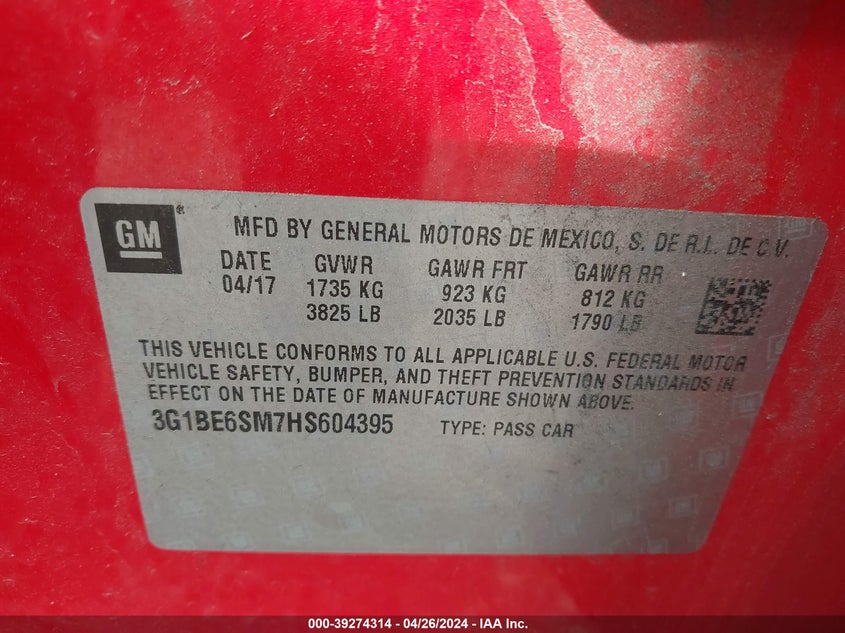 GM®
MFD BY GENERAL MOTORS DE MEXICO, S. DE R.L. DE C.V.
DATE GVWR GAWR FRT GAWR RR
04/17 1735 KG 923 KG 812 KG
3825 LB 2035 LB 1790 LB
THIS VEHICLE CONFORMS TO ALL APPLICABLE U.S. FEDERAL MOTOR
VEHICLE SAFETY, BUMPER, AND THEFT PREVENTION STANDARDS IN
EFFECT ON THE DATE OF MANUFACTURE SHOWN ABOVE.
3G1BE6SM7HS604395 TYPE: PASS CAR
000-39274314 - 04/26/2024 - IAA Inc.